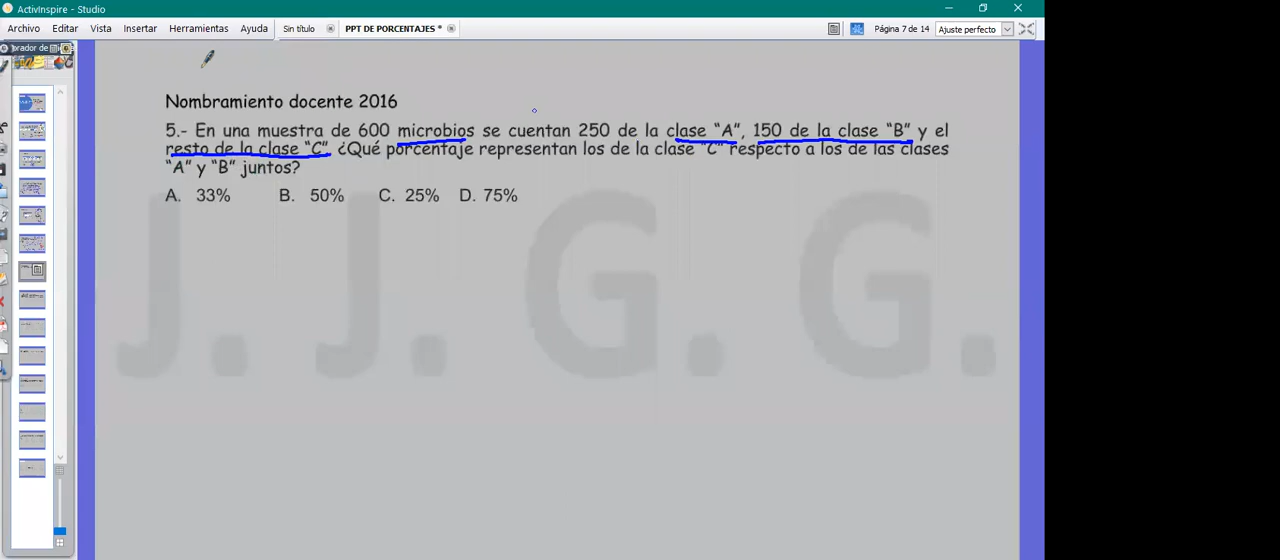 ActivInspire - Studio
Archivo Editar Vista Insertar Herramientas Ayuda Sin título PPT DE PORCENTAJES * Página 7 de 14 Ajuste perfecto
Nombramiento docente 2016
5.- En una muestra de 600 microbios se cuentan 250 de la clase “A”, 150 de la clase “B” y el
resto de la clase “C” ¿Qué porcentaje representan los de la clase “C” respecto a los de las clases
“A” y “B” juntos?
A. 33% B. 50% C. 25% D. 75%
J. J. G. G.